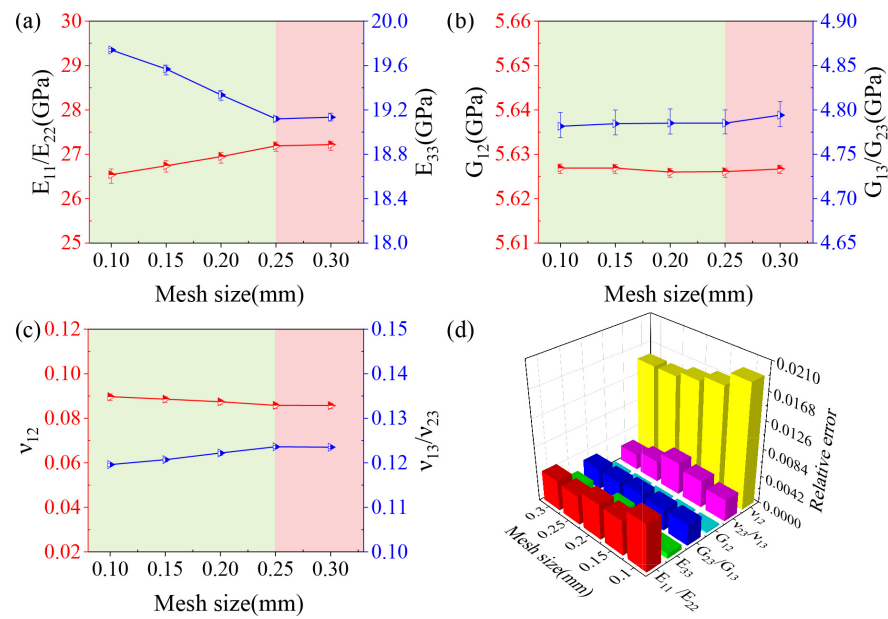 (a)
30
29
28
27
26
25
E11/E22(GPa)
20.0
19.6
19.2
18.8
18.4
18.0
E33(GPa)
0.10 0.15 0.20 0.25 0.30
Mesh size(mm)
(b)
5.66
5.65
5.64
5.63
5.62
5.61
G12(GPa)
4.90
4.85
4.80
4.75
4.70
4.65
G13/G23(GPa)
0.10 0.15 0.20 0.25 0.30
Mesh size(mm)
(c)
0.12
0.10
0.08
0.06
0.04
0.02
ν12
0.15
0.14
0.13
0.12
0.11
0.10
ν13/ν23
0.10 0.15 0.20 0.25 0.30
Mesh size(mm)
(d)
0.0210
0.0168
0.0126
0.0084
0.0042
0.0000
Relative error
ν12
ν23/ν13
G12
G23/G13
E33
E11/E22
0.3
0.25
0.2
0.15
0.1
Mesh size(mm)